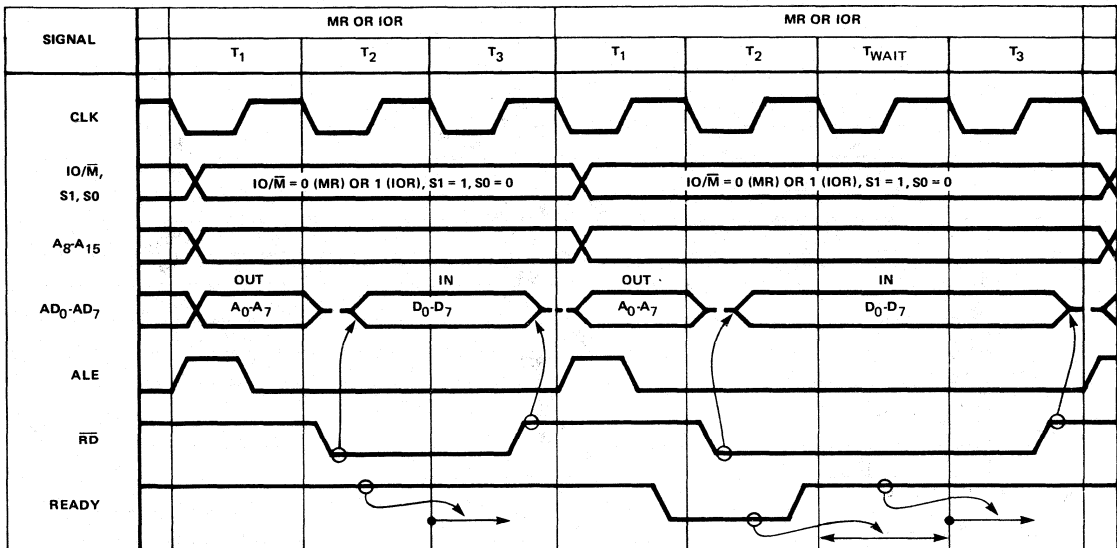 MR OR IOR MR OR IOR
SIGNAL
T1 T2 T3 T1 T2 TWAIT T3
CLK
IO/M̅,
S1, S0
IO/M̅ = 0 (MR) OR 1 (IOR), S1 = 1, S0 = 0 IO/M̅ = 0 (MR) OR 1 (IOR), S1 = 1, S0 = 0
A8-A15
OUT IN OUT IN
AD0-AD7 A0-A7 D0-D7 A0-A7 D0-D7
ALE
R̅D̅
READY